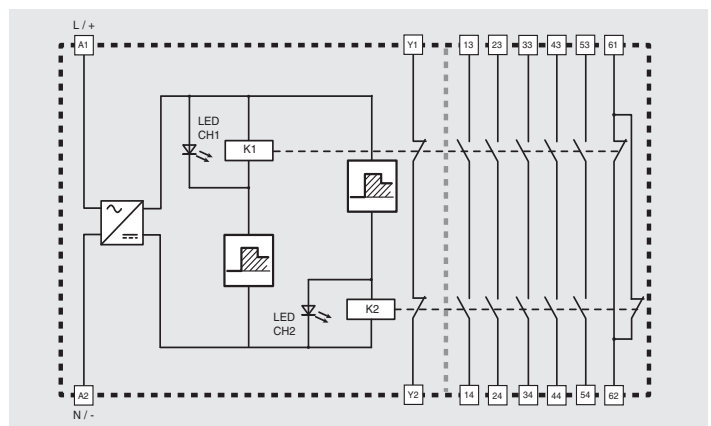 L / +
A1 Y1 13 23 33 43 53 61
LED
CH1
K1
LED
CH2
K2
A2 Y2 14 24 34 44 54 62
N / -